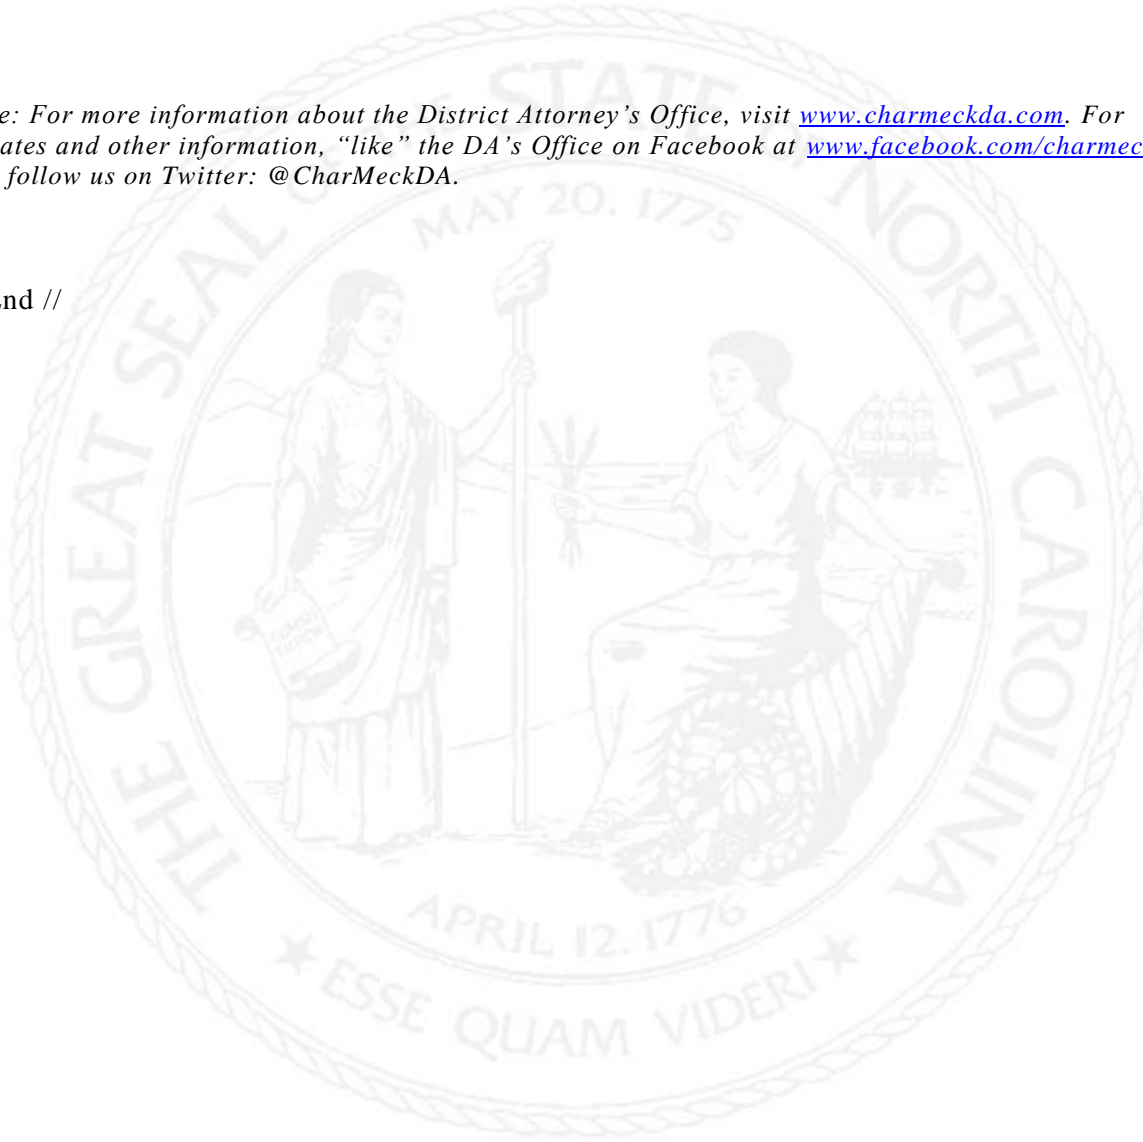 e: For more information about the District Attorney’s Office, visit www.charmeckda.com. For
ates and other information, “like” the DA’s Office on Facebook at www.facebook.com/charmec
follow us on Twitter: @CharMeckDA.
nd //
THE GREAT SEAL OF THE STATE OF NORTH CAROLINA
MAY 20. 1775
CONSTI
TUTION
APRIL 12. 1776
★ ESSE QUAM VIDERI ★